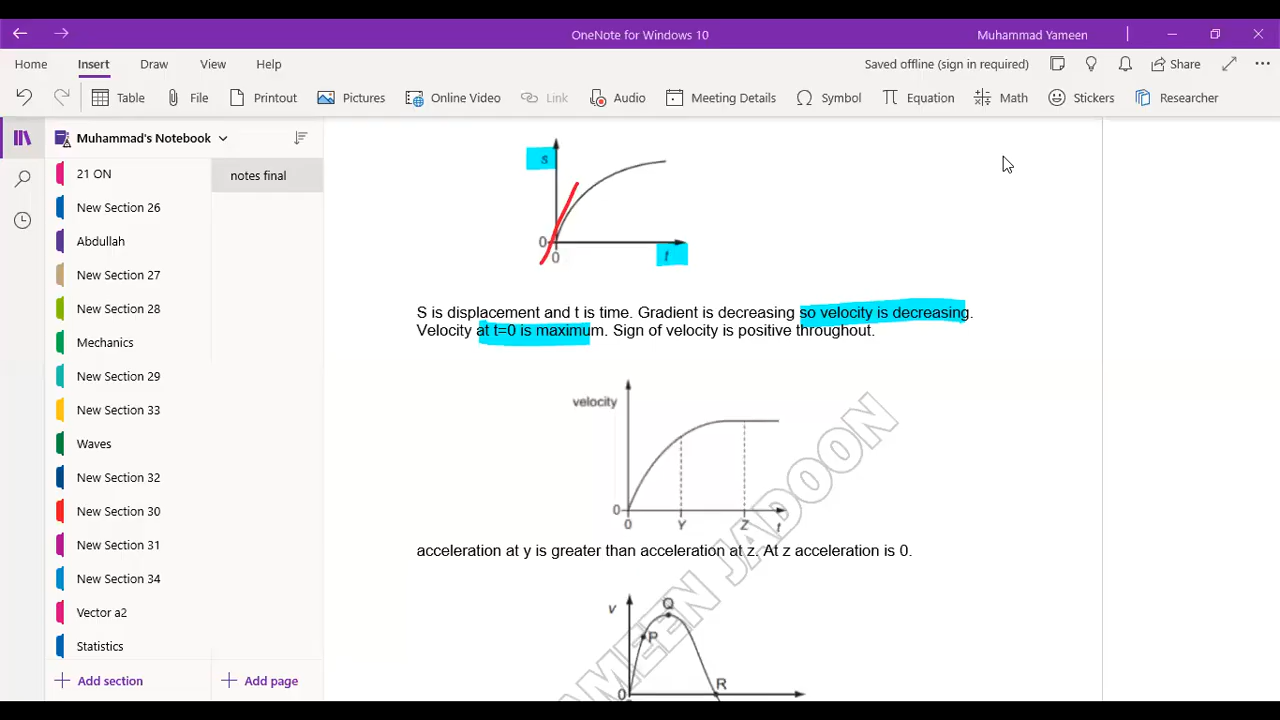 OneNote for Windows 10
Muhammad Yameen
Home
Insert
Draw
View
Help
Saved offline (sign in required)
Share
Table
File
Printout
Pictures
Online Video
Link
Audio
Meeting Details
Symbol
Equation
Math
Stickers
Researcher
Muhammad's Notebook
21 ON
New Section 26
Abdullah
New Section 27
New Section 28
Mechanics
New Section 29
New Section 33
Waves
New Section 32
New Section 30
New Section 31
New Section 34
Vector a2
Statistics
Add section
notes final
Add page
s
0
0
t
S is displacement and t is time. Gradient is decreasing so velocity is decreasing.
Velocity at t=0 is maximum. Sign of velocity is positive throughout.
velocity
0
0
Y
Z
t
acceleration at y is greater than acceleration at z. At z acceleration is 0.
v
Q
P
R
0
AMEEN JADOON